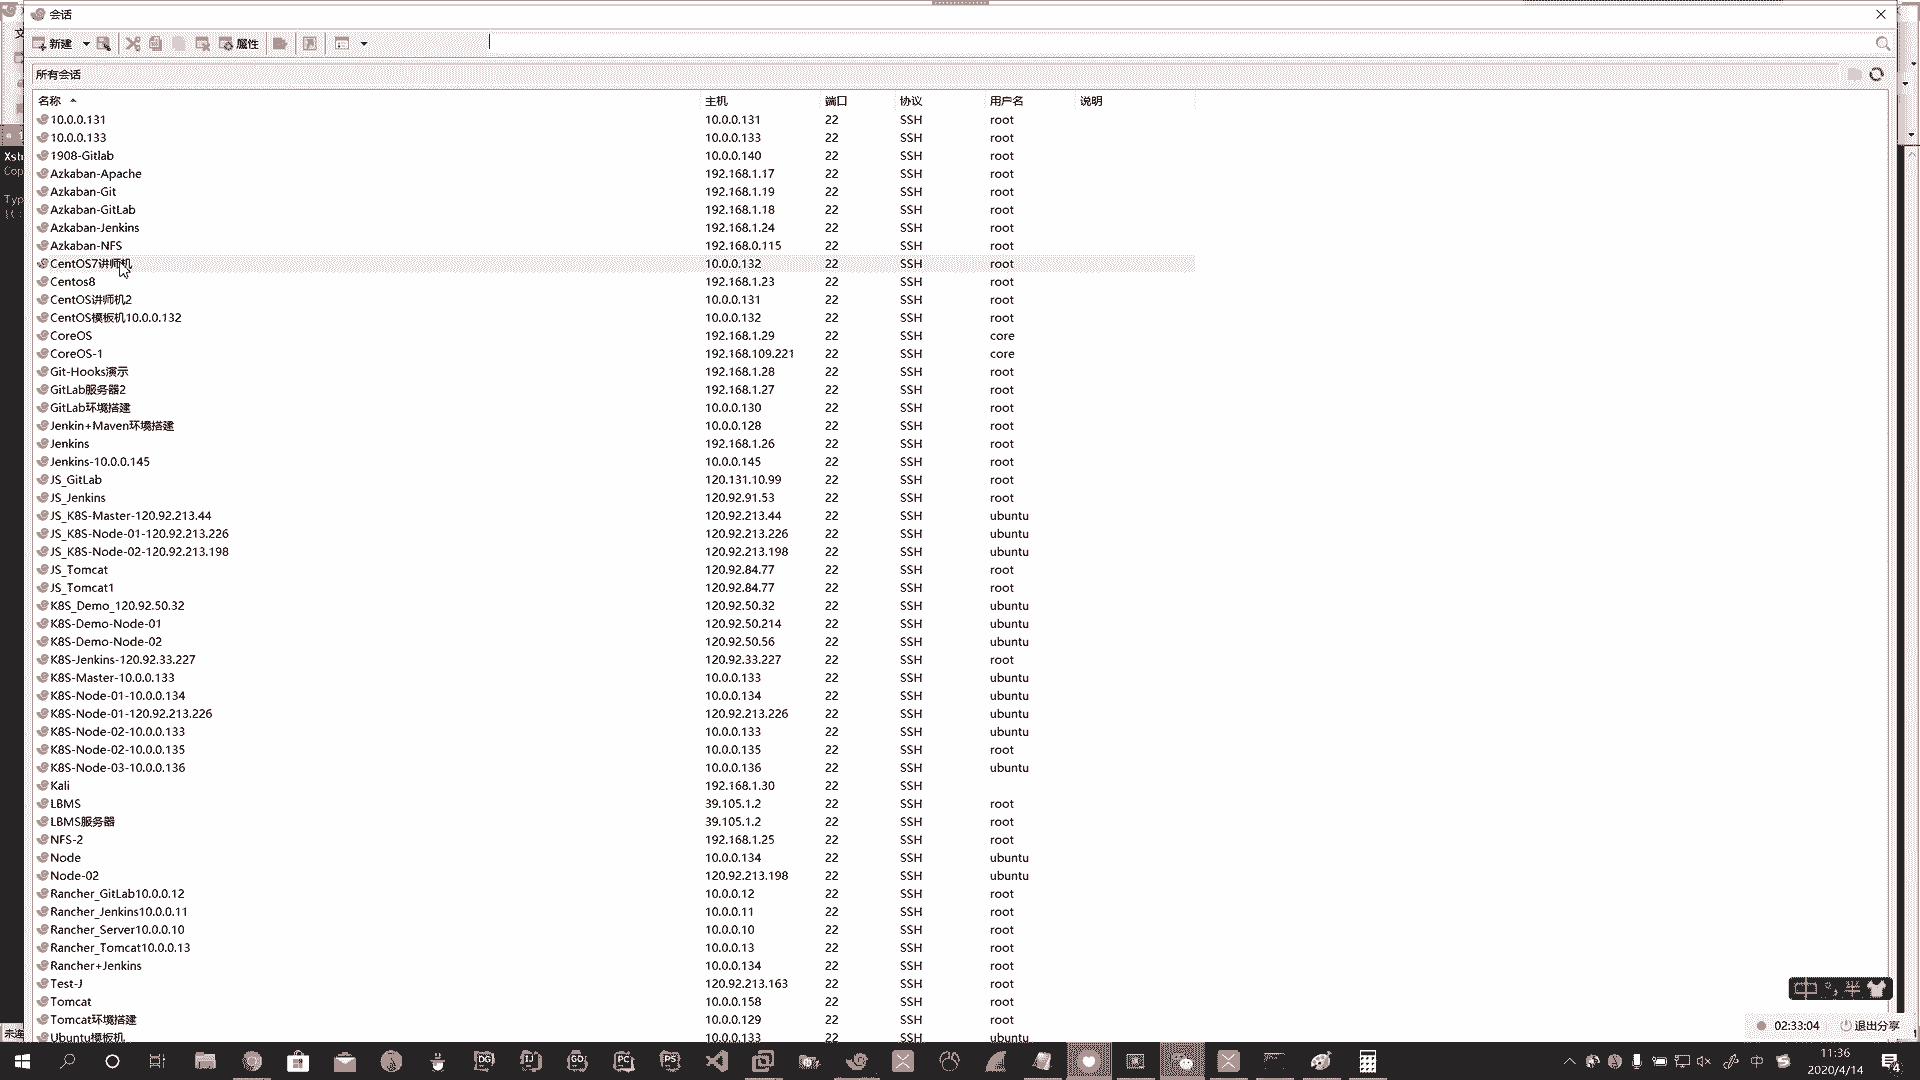 会话
新建 属性
所有会话
名称 主机 端口 协议 用户名 说明
10.0.0.131 10.0.0.131 22 SSH root
10.0.0.133 10.0.0.133 22 SSH root
1908-Gitlab 10.0.0.140 22 SSH root
Azkaban-Apache 192.168.1.17 22 SSH root
Azkaban-Git 192.168.1.19 22 SSH root
Azkaban-GitLab 192.168.1.18 22 SSH root
Azkaban-Jenkins 192.168.1.24 22 SSH root
Azkaban-NFS 192.168.0.115 22 SSH root
CentOS7讲师机 10.0.0.132 22 SSH root
Centos8 192.168.1.23 22 SSH root
CentOS讲师机2 10.0.0.131 22 SSH root
CentOS模板机10.0.0.132 10.0.0.132 22 SSH root
CoreOS 192.168.1.29 22 SSH core
CoreOS-1 192.168.109.221 22 SSH core
Git-Hooks演示 192.168.1.28 22 SSH root
GitLab服务器2 192.168.1.27 22 SSH root
GitLab环境搭建 10.0.0.130 22 SSH root
Jenkin+Maven环境搭建 10.0.0.128 22 SSH root
Jenkins 192.168.1.26 22 SSH root
Jenkins-10.0.0.145 10.0.0.145 22 SSH root
JS_GitLab 120.131.10.99 22 SSH root
JS_Jenkins 120.92.91.53 22 SSH root
JS_K8S-Master-120.92.213.44 120.92.213.44 22 SSH ubuntu
JS_K8S-Node-01-120.92.213.226 120.92.213.226 22 SSH ubuntu
JS_K8S-Node-02-120.92.213.198 120.92.213.198 22 SSH ubuntu
JS_Tomcat 120.92.84.77 22 SSH root
JS_Tomcat1 120.92.84.77 22 SSH root
K8S_Demo_120.92.50.32 120.92.50.32 22 SSH ubuntu
K8S-Demo-Node-01 120.92.50.214 22 SSH ubuntu
K8S-Demo-Node-02 120.92.50.56 22 SSH ubuntu
K8S-Jenkins-120.92.33.227 120.92.33.227 22 SSH root
K8S-Master-10.0.0.133 10.0.0.133 22 SSH ubuntu
K8S-Node-01-10.0.0.134 10.0.0.134 22 SSH ubuntu
K8S-Node-01-120.92.213.226 120.92.213.226 22 SSH ubuntu
K8S-Node-02-10.0.0.133 10.0.0.133 22 SSH ubuntu
K8S-Node-02-10.0.0.135 10.0.0.135 22 SSH root
K8S-Node-03-10.0.0.136 10.0.0.136 22 SSH ubuntu
Kali 192.168.1.30 22 SSH
LBMS 39.105.1.2 22 SSH root
LBMS服务器 39.105.1.2 22 SSH root
NFS-2 192.168.1.25 22 SSH root
Node 10.0.0.134 22 SSH ubuntu
Node-02 120.92.213.198 22 SSH ubuntu
Rancher_GitLab10.0.0.12 10.0.0.12 22 SSH root
Rancher_Jenkins10.0.0.11 10.0.0.11 22 SSH root
Rancher_Server10.0.0.10 10.0.0.10 22 SSH root
Rancher_Tomcat10.0.0.13 10.0.0.13 22 SSH root
Rancher+Jenkins 10.0.0.134 22 SSH root
Test-J 120.92.213.163 22 SSH root
Tomcat 10.0.0.158 22 SSH root
Tomcat环境搭建 10.0.0.129 22 SSH root
Ubuntu模板机 10.0.0.133 22 SSH ubuntu
Xsh
Cop
Typ
未连
中 半
02:33:04 退出分享
DG IJ GO PC PS
中
11:36
2020/4/14
4